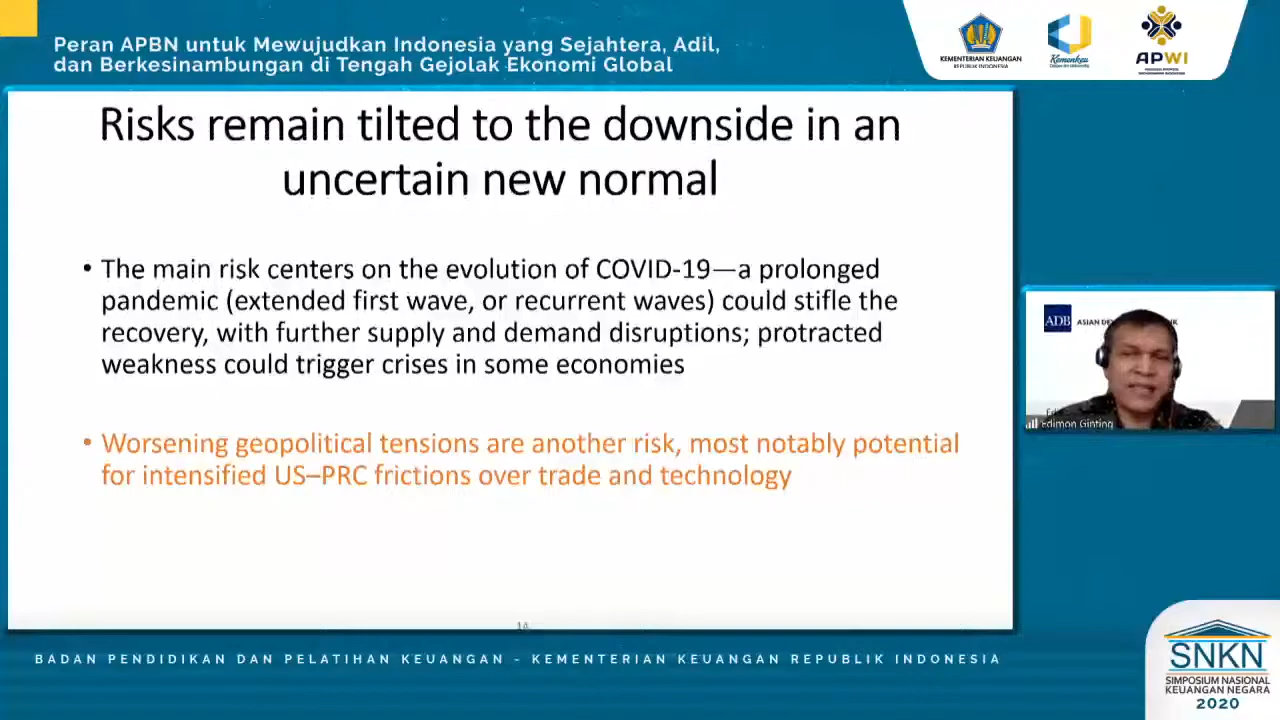 Peran APBN untuk Mewujudkan Indonesia yang Sejahtera, Adil,
dan Berkesinambungan di Tengah Gejolak Ekonomi Global
KEMENTERIAN KEUANGAN
REPUBLIK INDONESIA
Kemenkeu
APWI
Risks remain tilted to the downside in an
uncertain new normal
• The main risk centers on the evolution of COVID-19—a prolonged
pandemic (extended first wave, or recurrent waves) could stifle the
recovery, with further supply and demand disruptions; protracted
weakness could trigger crises in some economies
• Worsening geopolitical tensions are another risk, most notably potential
for intensified US–PRC frictions over trade and technology
14
ADB
ASIAN
Edimon Ginting
BADAN PENDIDIKAN DAN PELATIHAN KEUANGAN - KEMENTERIAN KEUANGAN REPUBLIK INDONESIA
SNKN
SIMPOSIUM NASIONAL
KEUANGAN NEGARA
2020